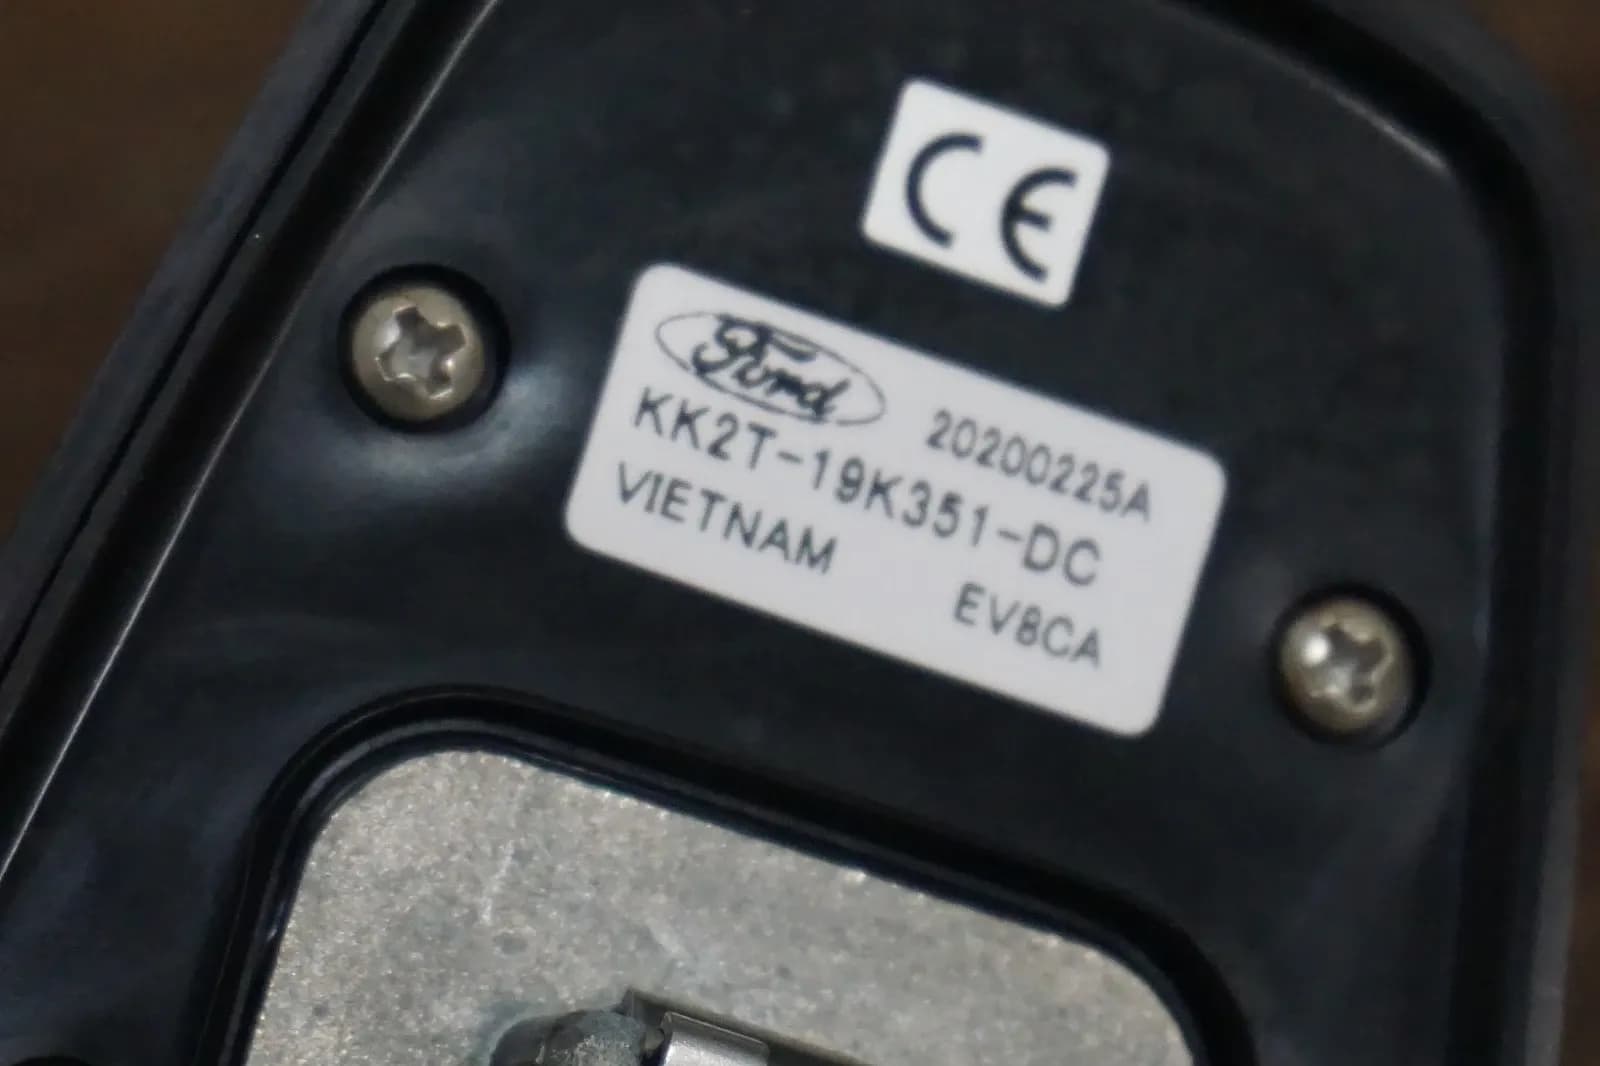 CE
Ford
20200225A
KK2T-19K351-DC
VIETNAM
EV8CA